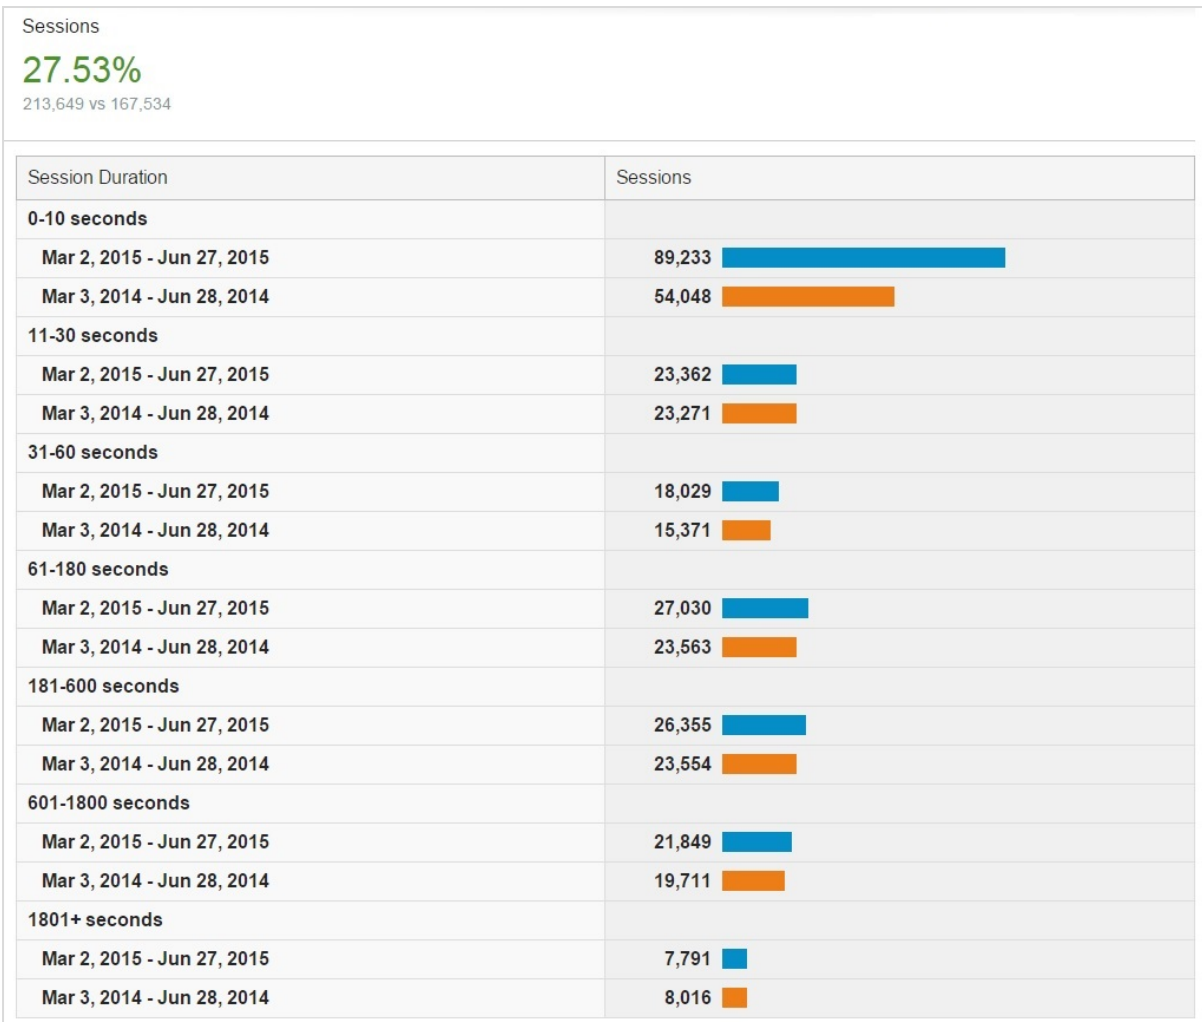 Sessions
27.53%
213,649 vs 167,534
Session Duration Sessions
0-10 seconds
Mar 2, 2015 - Jun 27, 2015 89,233
Mar 3, 2014 - Jun 28, 2014 54,048
11-30 seconds
Mar 2, 2015 - Jun 27, 2015 23,362
Mar 3, 2014 - Jun 28, 2014 23,271
31-60 seconds
Mar 2, 2015 - Jun 27, 2015 18,029
Mar 3, 2014 - Jun 28, 2014 15,371
61-180 seconds
Mar 2, 2015 - Jun 27, 2015 27,030
Mar 3, 2014 - Jun 28, 2014 23,563
181-600 seconds
Mar 2, 2015 - Jun 27, 2015 26,355
Mar 3, 2014 - Jun 28, 2014 23,554
601-1800 seconds
Mar 2, 2015 - Jun 27, 2015 21,849
Mar 3, 2014 - Jun 28, 2014 19,711
1801+ seconds
Mar 2, 2015 - Jun 27, 2015 7,791
Mar 3, 2014 - Jun 28, 2014 8,016